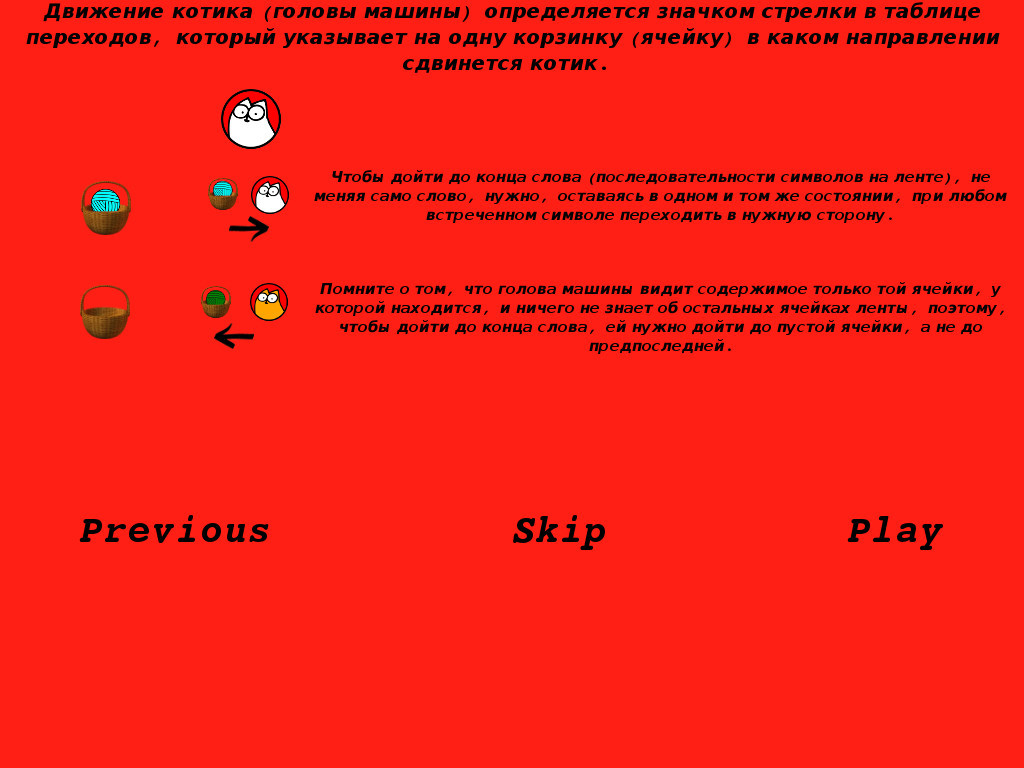 Движение котика (головы машины) определяется значком стрелки в таблице
переходов, который указывает на одну корзинку (ячейку) в каком направлении
сдвинется котик.
Чтобы дойти до конца слова (последовательности символов на ленте), не
меняя само слово, нужно, оставаясь в одном и том же состоянии, при любом
встреченном символе переходить в нужную сторону.
Помните о том, что голова машины видит содержимое только той ячейки, у
которой находится, и ничего не знает об остальных ячейках ленты, поэтому,
чтобы дойти до конца слова, ей нужно дойти до пустой ячейки, а не до
предпоследней.
Previous Skip Play